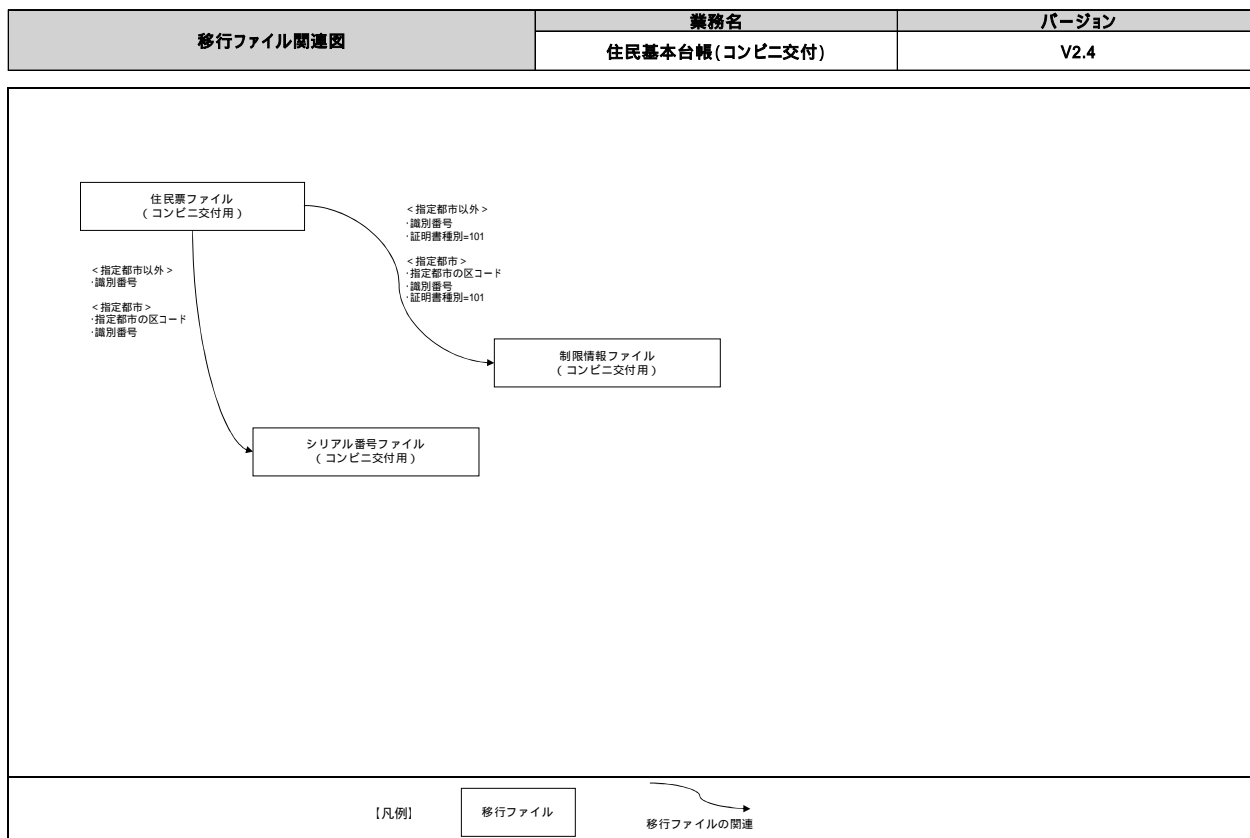 移行ファイル関連図
業務名
バージョン
住民基本台帳(コンビニ交付)
V2.4
住民票ファイル
(コンビニ交付用)
<指定都市以外>
・識別番号
・証明書種別=101
<指定都市>
・指定都市の区コード
・識別番号
・証明書種別=101
<指定都市以外>
・識別番号
<指定都市>
・指定都市の区コード
・識別番号
制限情報ファイル
(コンビニ交付用)
シリアル番号ファイル
(コンビニ交付用)
【凡例】
移行ファイル
移行ファイルの関連